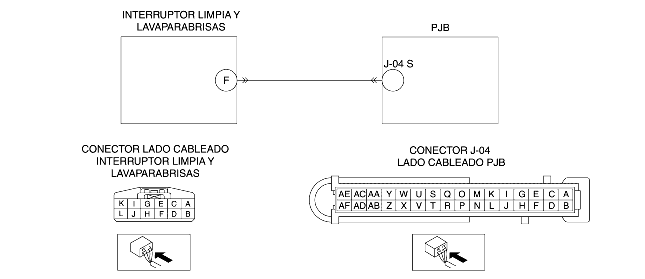 INTERRUPTOR LIMPIA Y
LAVAPARABRISAS
PJB
F
J-04 S
CONECTOR LADO CABLEADO
INTERRUPTOR LIMPIA Y
LAVAPARABRISAS
K I G E C A
L J H F D B
CONECTOR J-04
LADO CABLEADO PJB
AE AC AA Y W U S Q O M K I G E C A
AF AD AB Z X V T R P N L J H F D B